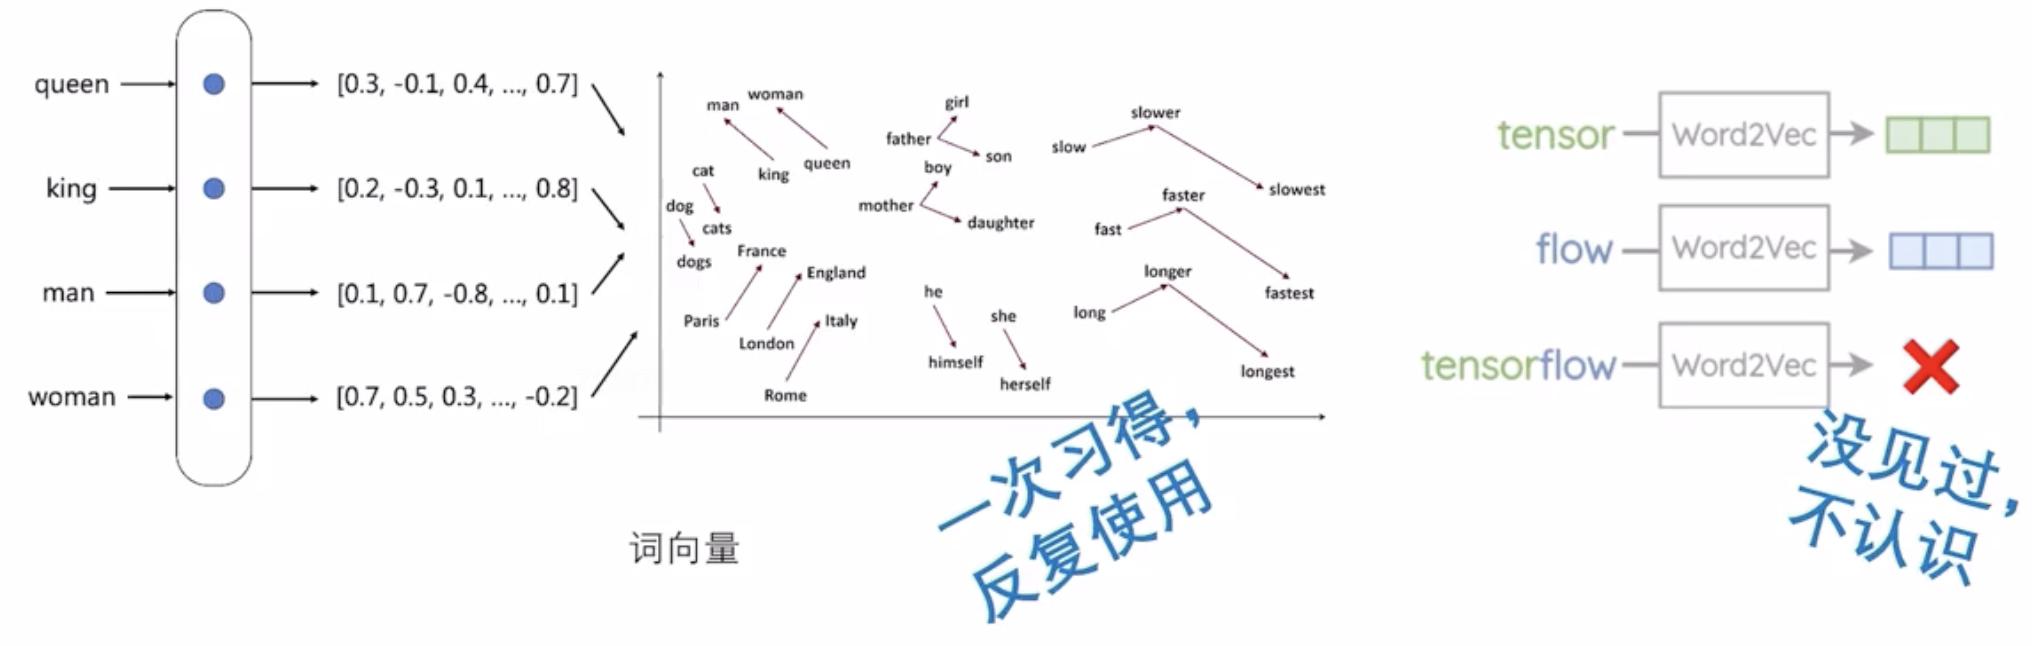 queen
[0.3, -0.1, 0.4, ..., 0.7]
king
[0.2, -0.3, 0.1, ..., 0.8]
man
[0.1, 0.7, -0.8, ..., 0.1]
woman
[0.7, 0.5, 0.3, ..., -0.2]
man
woman
king
queen
cat
cats
dog
dogs
France
Paris
England
London
Italy
Rome
girl
father
son
boy
mother
daughter
he
himself
she
herself
slower
slow
slowest
faster
fast
fastest
longer
long
longest
词向量
一次习得，
反复使用
tensor
Word2Vec
flow
Word2Vec
tensorflow
Word2Vec
没见过，
不认识